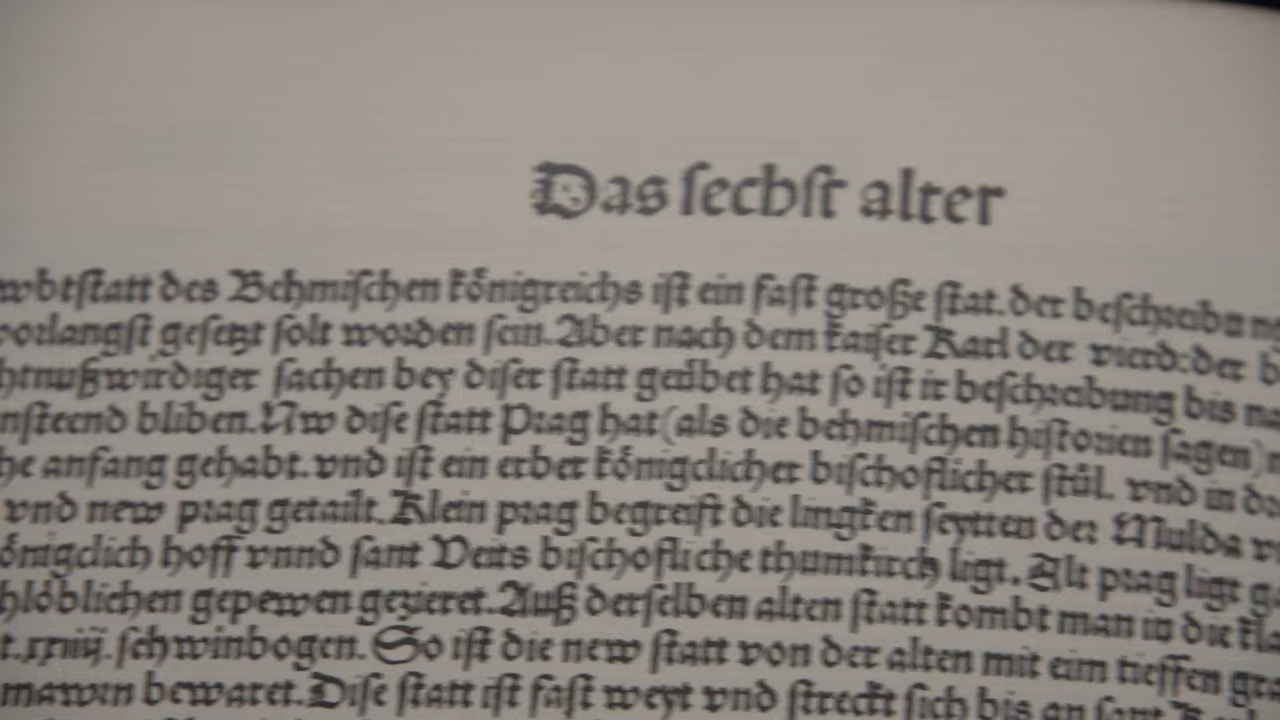 Das sechst alter
wbtstatt des Behmischen königreichs ist ein fast große stat. der beschreibung
vorlangst gesetzt solt worden sein. Aber nach dem kaiser Karl der vierd: der
htnußwirdiger sachen bey diser statt geübet hat so ist ir beschreibung bis
nsteend bliben. Nw dise statt Prag hat (als die behmischen historien sagen)
he anfang gehabt. vnd ist ein erber königclicher bischoflicher stůl. vnd in
vnd new prag getailt. Klein prag begreift die lingken seytten der Mulda
önigclich hoff vnnd sant Veits bischofliche thumkirch ligt. Alt prag ligt
hlöblichen gepewen gezieret. Auß derselben alten statt kombt man in die
t. xxiiij. schwinbogen. So ist die new statt von der alten mit eim tieffen
mawrn bewaret. Dise statt ist fast weyt vnd streckt sich bis an sant